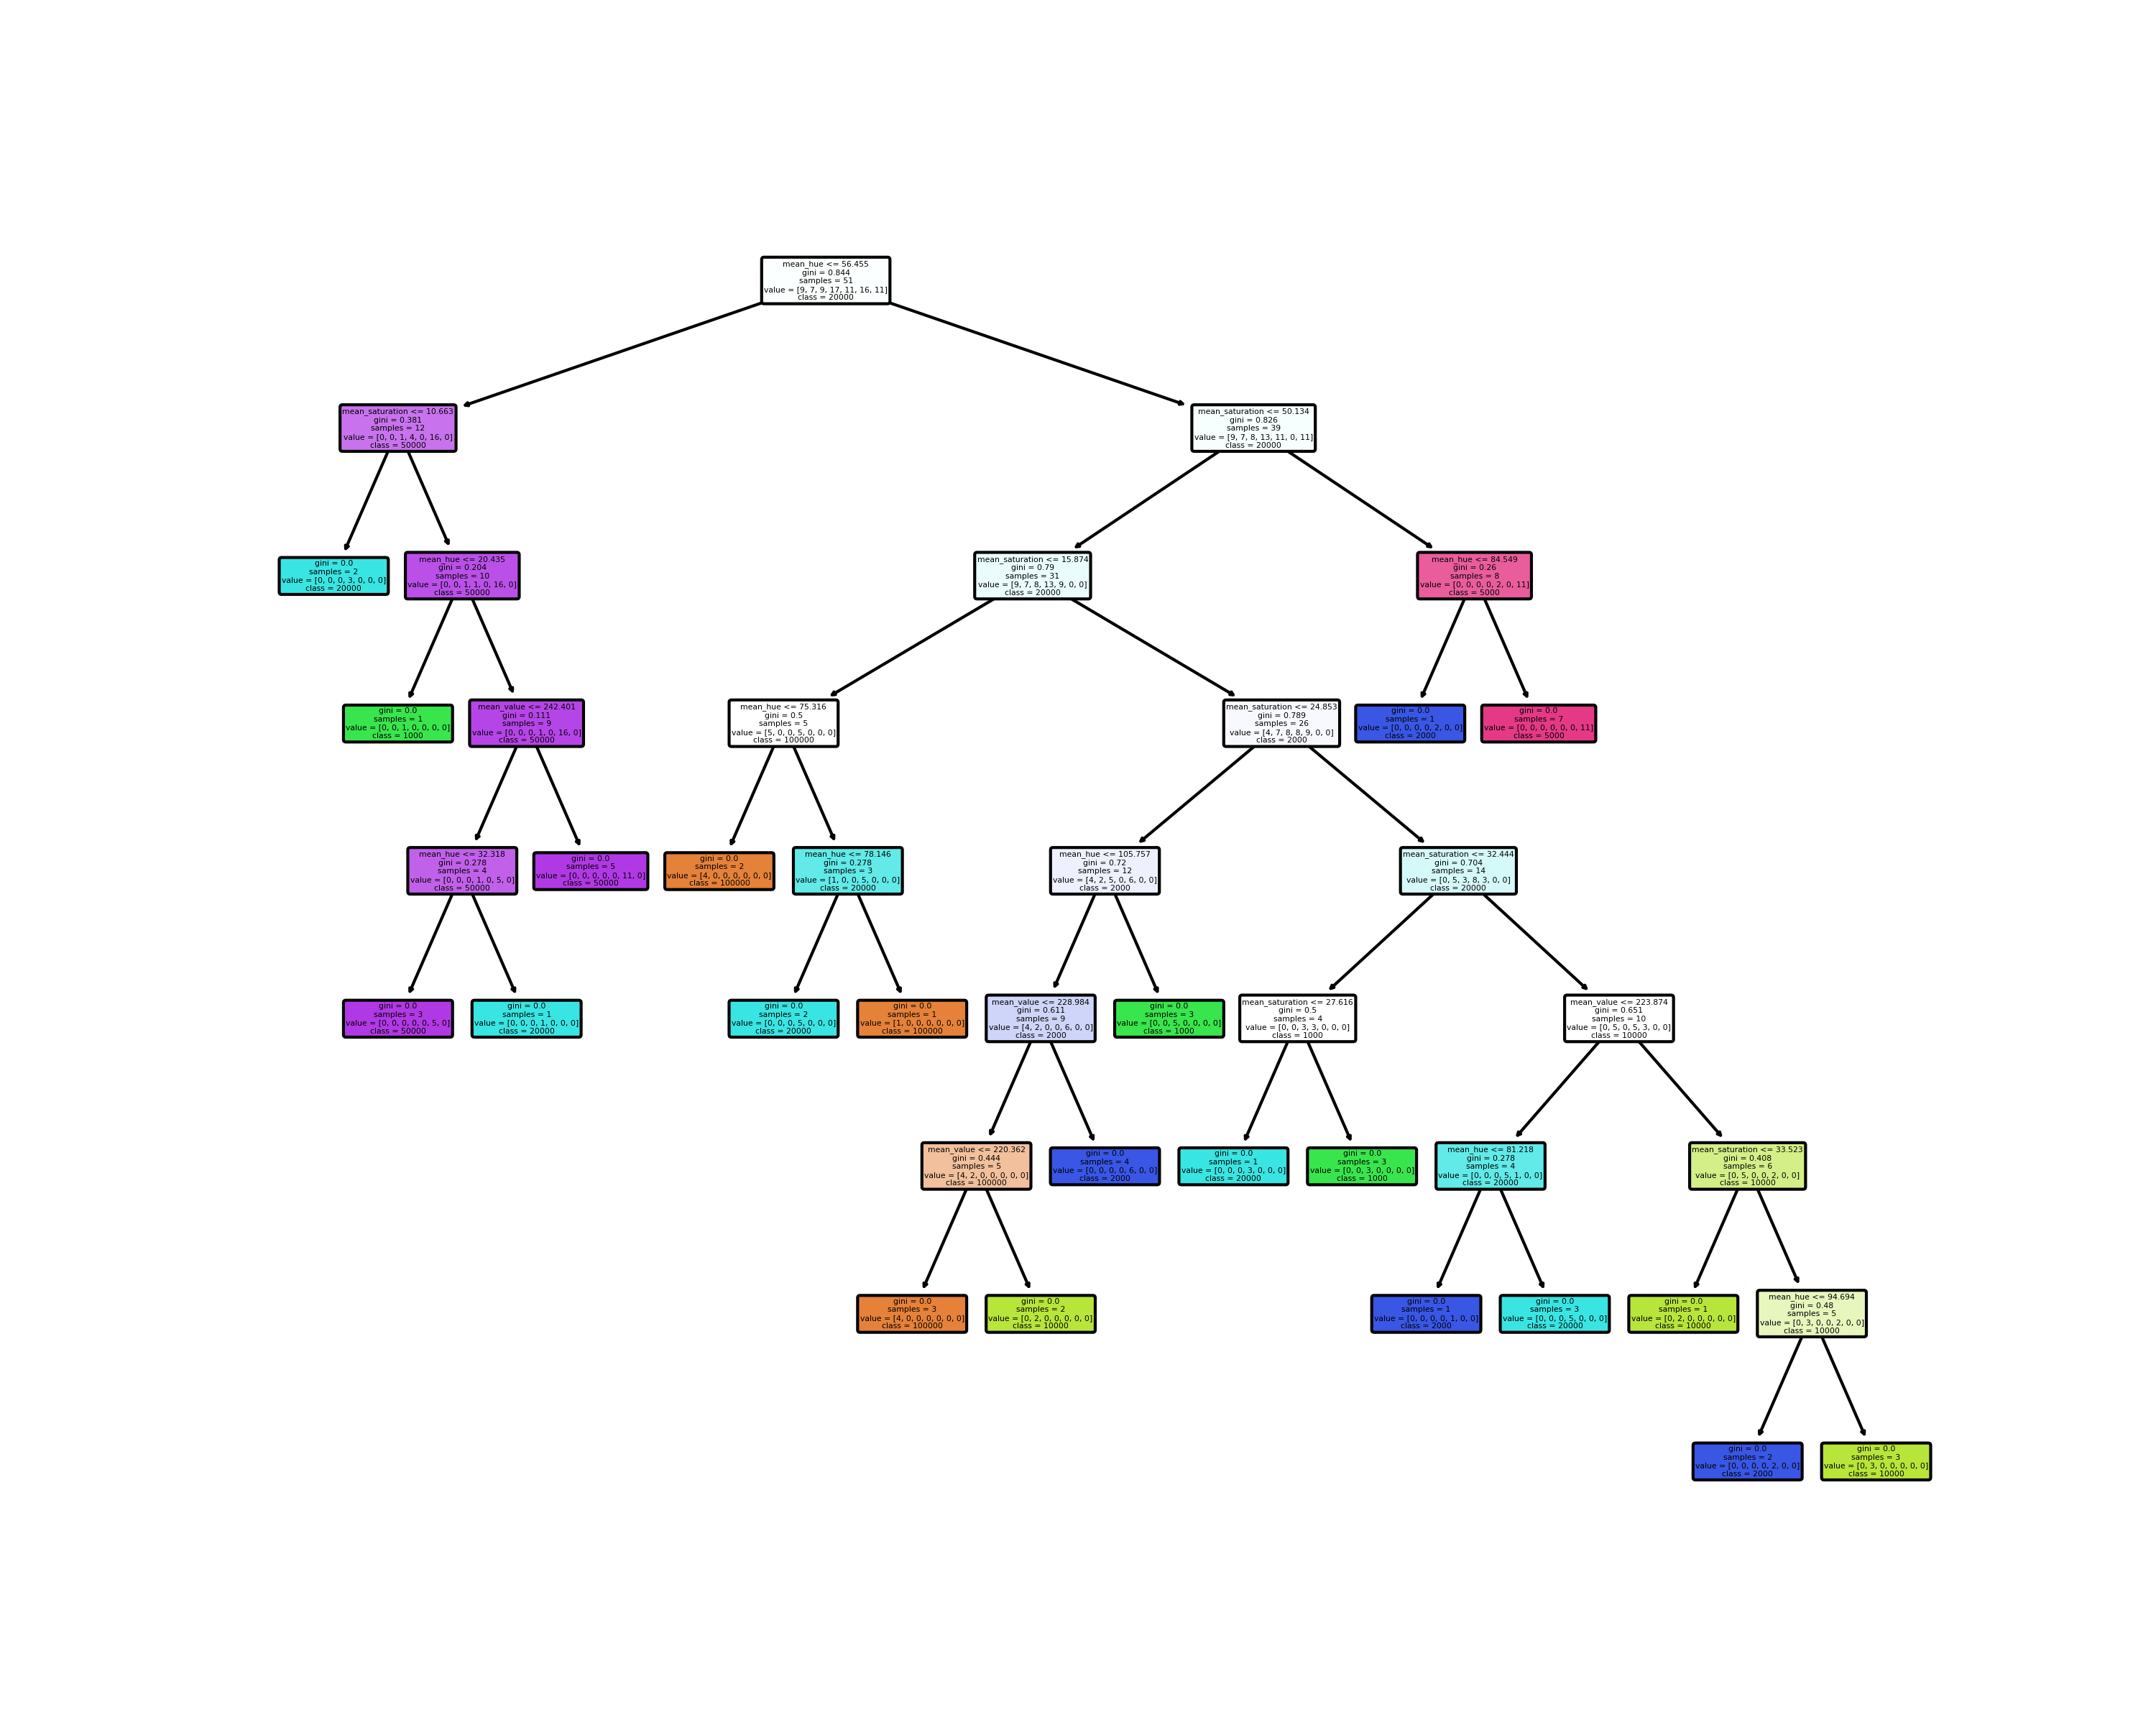 mean_hue <= 56.455
gini = 0.844
samples = 51
value = [9, 7, 9, 17, 11, 16, 11]
class = 20000
mean_saturation <= 10.663
gini = 0.381
samples = 12
value = [0, 0, 1, 4, 0, 16, 0]
class = 50000
mean_saturation <= 50.134
gini = 0.826
samples = 39
value = [9, 7, 8, 13, 11, 0, 11]
class = 20000
gini = 0.0
samples = 2
value = [0, 0, 0, 3, 0, 0, 0]
class = 20000
mean_hue <= 20.435
gini = 0.204
samples = 10
value = [0, 0, 1, 1, 0, 16, 0]
class = 50000
mean_saturation <= 15.874
gini = 0.79
samples = 31
value = [9, 7, 8, 13, 9, 0, 0]
class = 20000
mean_hue <= 84.549
gini = 0.26
samples = 8
value = [0, 0, 0, 0, 2, 0, 11]
class = 5000
gini = 0.0
samples = 1
value = [0, 0, 1, 0, 0, 0, 0]
class = 1000
mean_value <= 242.401
gini = 0.111
samples = 9
value = [0, 0, 0, 1, 0, 16, 0]
class = 50000
mean_hue <= 75.316
gini = 0.5
samples = 5
value = [5, 0, 0, 5, 0, 0, 0]
class = 100000
mean_saturation <= 24.853
gini = 0.789
samples = 26
value = [4, 7, 8, 8, 9, 0, 0]
class = 2000
gini = 0.0
samples = 1
value = [0, 0, 0, 0, 2, 0, 0]
class = 2000
gini = 0.0
samples = 7
value = [0, 0, 0, 0, 0, 0, 11]
class = 5000
mean_hue <= 32.318
gini = 0.278
samples = 4
value = [0, 0, 0, 1, 0, 5, 0]
class = 50000
gini = 0.0
samples = 5
value = [0, 0, 0, 0, 0, 11, 0]
class = 50000
gini = 0.0
samples = 2
value = [4, 0, 0, 0, 0, 0, 0]
class = 100000
mean_hue <= 78.146
gini = 0.278
samples = 3
value = [1, 0, 0, 5, 0, 0, 0]
class = 20000
mean_hue <= 105.757
gini = 0.72
samples = 12
value = [4, 2, 5, 0, 6, 0, 0]
class = 2000
mean_saturation <= 32.444
gini = 0.704
samples = 14
value = [0, 5, 3, 8, 3, 0, 0]
class = 20000
gini = 0.0
samples = 3
value = [0, 0, 0, 0, 0, 5, 0]
class = 50000
gini = 0.0
samples = 1
value = [0, 0, 0, 1, 0, 0, 0]
class = 20000
gini = 0.0
samples = 2
value = [0, 0, 0, 5, 0, 0, 0]
class = 20000
gini = 0.0
samples = 1
value = [1, 0, 0, 0, 0, 0, 0]
class = 100000
mean_value <= 228.984
gini = 0.611
samples = 9
value = [4, 2, 0, 0, 6, 0, 0]
class = 2000
gini = 0.0
samples = 3
value = [0, 0, 5, 0, 0, 0, 0]
class = 1000
mean_saturation <= 27.616
gini = 0.5
samples = 4
value = [0, 0, 3, 3, 0, 0, 0]
class = 1000
mean_value <= 223.874
gini = 0.651
samples = 10
value = [0, 5, 0, 5, 3, 0, 0]
class = 10000
mean_value <= 220.362
gini = 0.444
samples = 5
value = [4, 2, 0, 0, 0, 0, 0]
class = 100000
gini = 0.0
samples = 4
value = [0, 0, 0, 0, 6, 0, 0]
class = 2000
gini = 0.0
samples = 1
value = [0, 0, 0, 3, 0, 0, 0]
class = 20000
gini = 0.0
samples = 3
value = [0, 0, 3, 0, 0, 0, 0]
class = 1000
mean_hue <= 81.218
gini = 0.278
samples = 4
value = [0, 0, 0, 5, 1, 0, 0]
class = 20000
mean_saturation <= 33.523
gini = 0.408
samples = 6
value = [0, 5, 0, 0, 2, 0, 0]
class = 10000
gini = 0.0
samples = 3
value = [4, 0, 0, 0, 0, 0, 0]
class = 100000
gini = 0.0
samples = 2
value = [0, 2, 0, 0, 0, 0, 0]
class = 10000
gini = 0.0
samples = 1
value = [0, 0, 0, 0, 1, 0, 0]
class = 2000
gini = 0.0
samples = 3
value = [0, 0, 0, 5, 0, 0, 0]
class = 20000
gini = 0.0
samples = 1
value = [0, 2, 0, 0, 0, 0, 0]
class = 10000
mean_hue <= 94.694
gini = 0.48
samples = 5
value = [0, 3, 0, 0, 2, 0, 0]
class = 10000
gini = 0.0
samples = 2
value = [0, 0, 0, 0, 2, 0, 0]
class = 2000
gini = 0.0
samples = 3
value = [0, 3, 0, 0, 0, 0, 0]
class = 10000